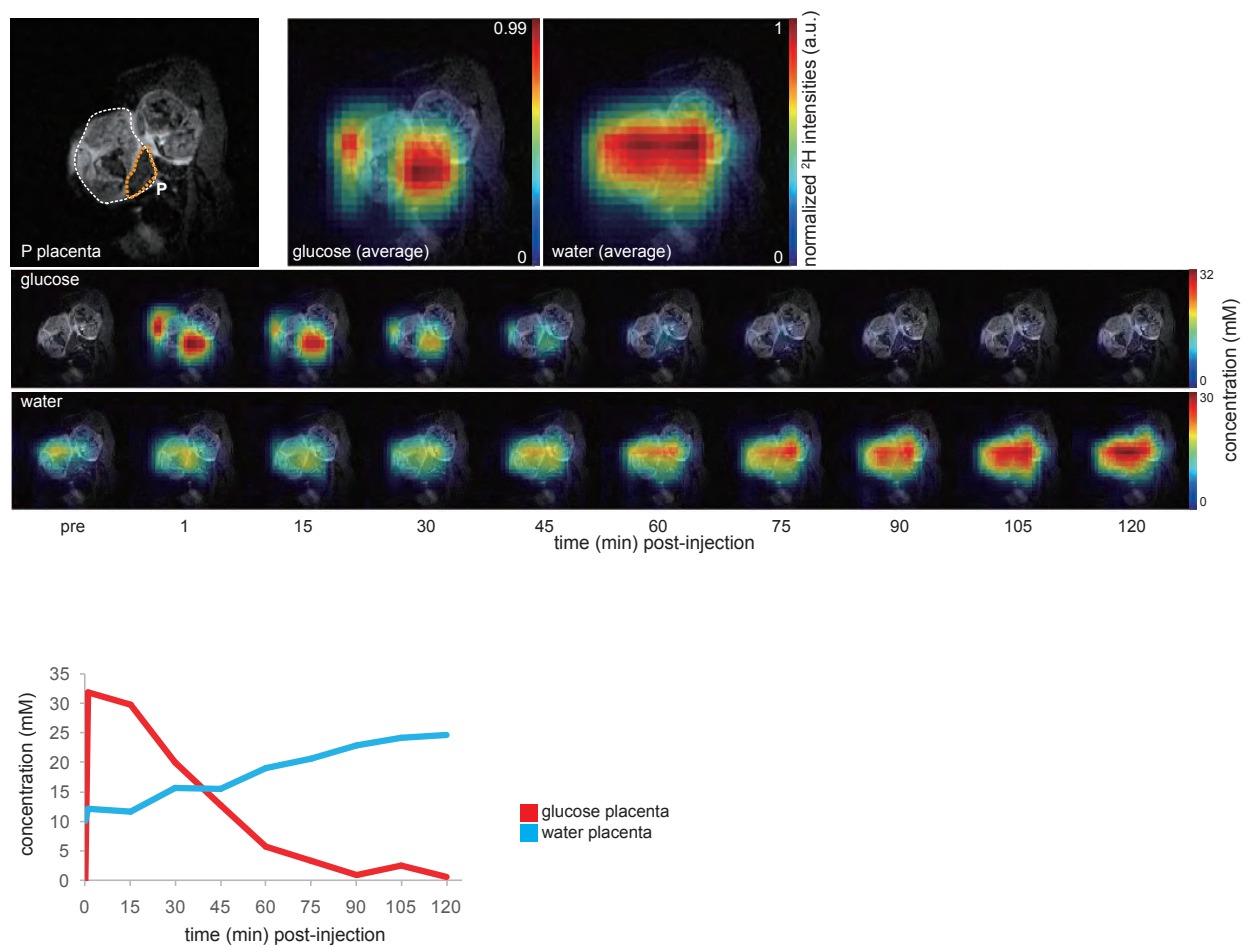 0.99
1
P
P placenta
glucose (average)
0
water (average)
0
normalized ²H intensities (a.u.)
glucose
32
0
water
30
0
concentration (mM)
pre 1 15 30 45 60 75 90 105 120
time (min) post-injection
35
30
25
20
15
10
5
0
concentration (mM)
0 15 30 45 60 75 90 105 120
time (min) post-injection
glucose placenta
water placenta